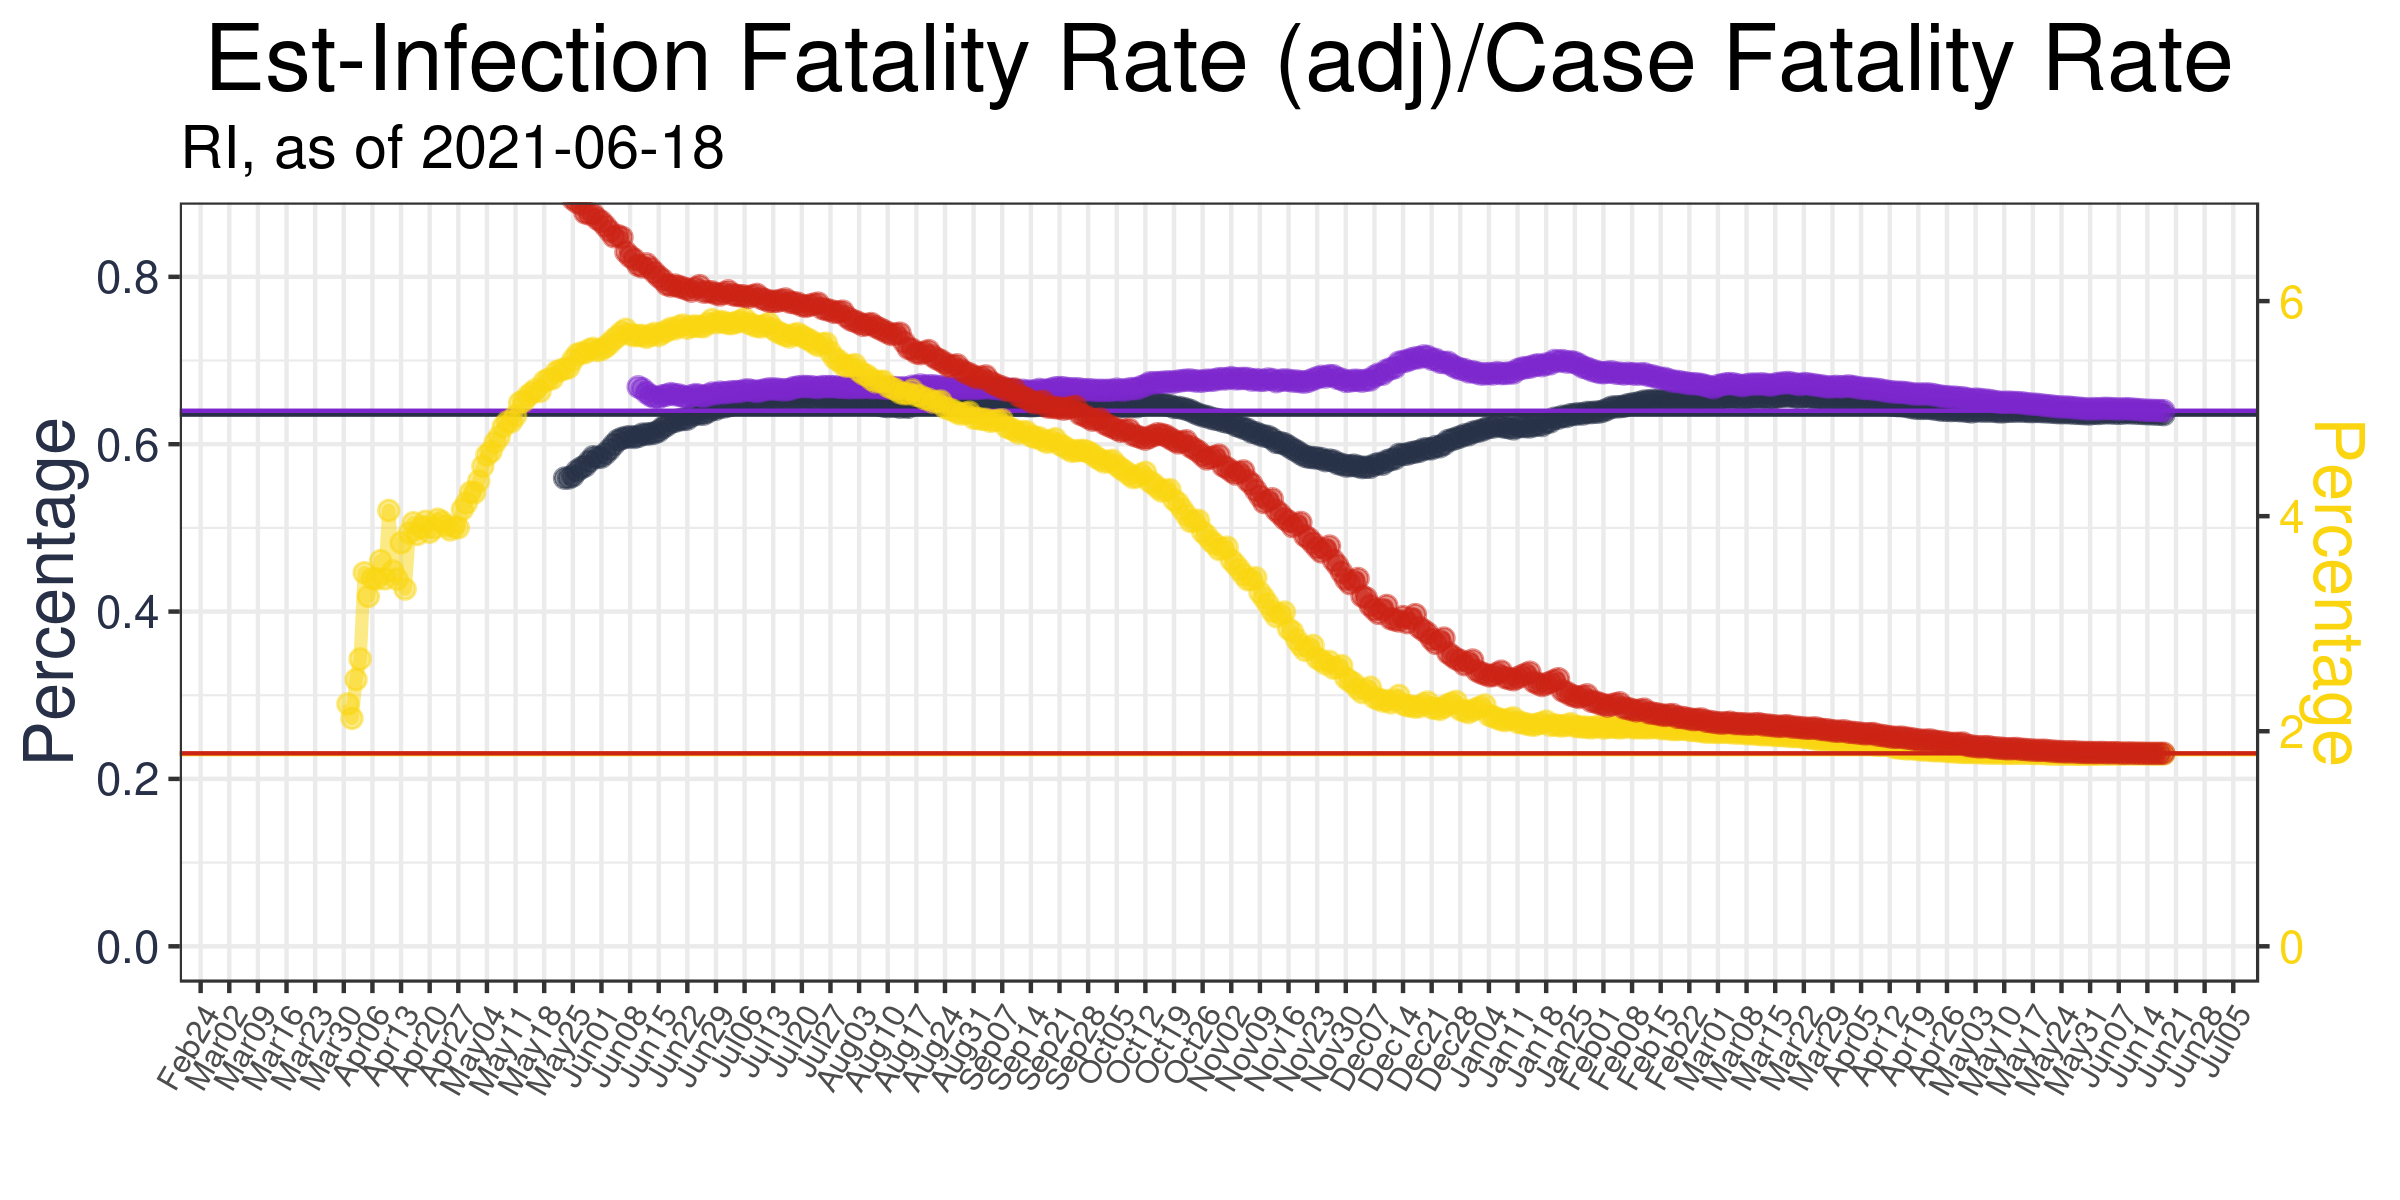 Est-Infection Fatality Rate (adj)/Case Fatality Rate
RI, as of 2021-06-18
Percentage
0.8
0.6
0.4
0.2
0.0
6
4
2
0
Percentage
Feb24 Mar02 Mar09 Mar16 Mar23 Mar30 Apr06 Apr13 Apr20 Apr27 May04 May11 May18 May25 Jun01 Jun08 Jun15 Jun22 Jun29 Jul06 Jul13 Jul20 Jul27 Aug03 Aug10 Aug17 Aug24 Aug31 Sep07 Sep14 Sep21 Sep28 Oct05 Oct12 Oct19 Oct26 Nov02 Nov09 Nov16 Nov23 Nov30 Dec07 Dec14 Dec21 Dec28 Jan04 Jan11 Jan18 Jan25 Feb01 Feb08 Feb15 Feb22 Mar01 Mar08 Mar15 Mar22 Mar29 Apr05 Apr12 Apr19 Apr26 May03 May10 May17 May24 May31 Jun07 Jun14 Jun21 Jun28 Jul05